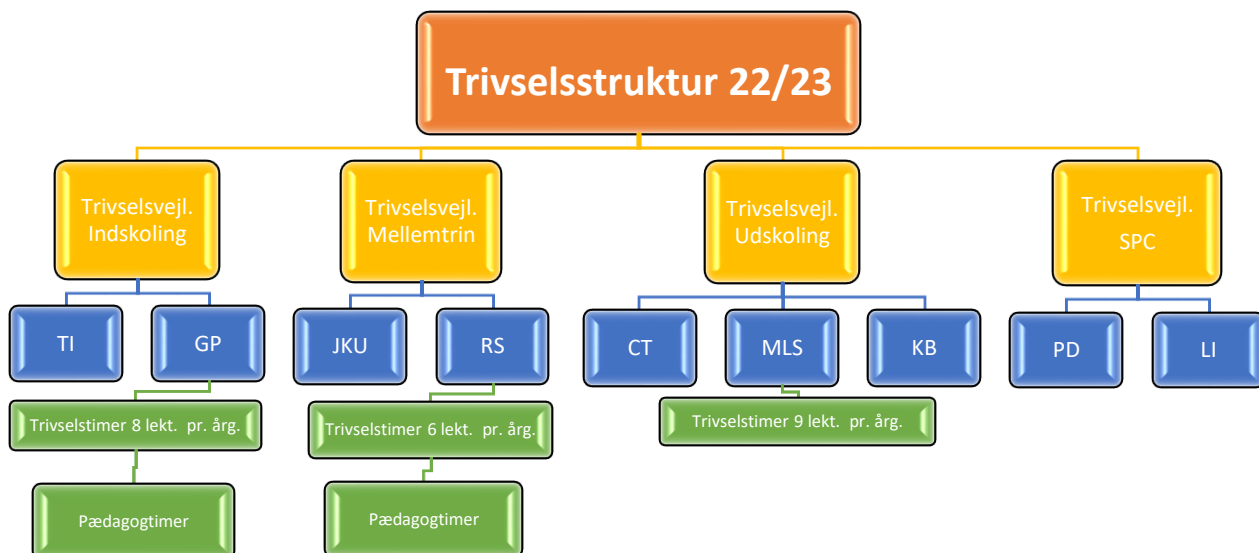 Trivselsstruktur 22/23
Trivselsvejl.
Indskoling
Trivselsvejl.
Mellemtrin
Trivselsvejl.
Udskoling
Trivselsvejl.
SPC
TI
GP
JKU
RS
CT
MLS
KB
PD
LI
Trivselstimer 8 lekt. pr. årg.
Trivselstimer 6 lekt. pr. årg.
Trivselstimer 9 lekt. pr. årg.
Pædagogtimer
Pædagogtimer